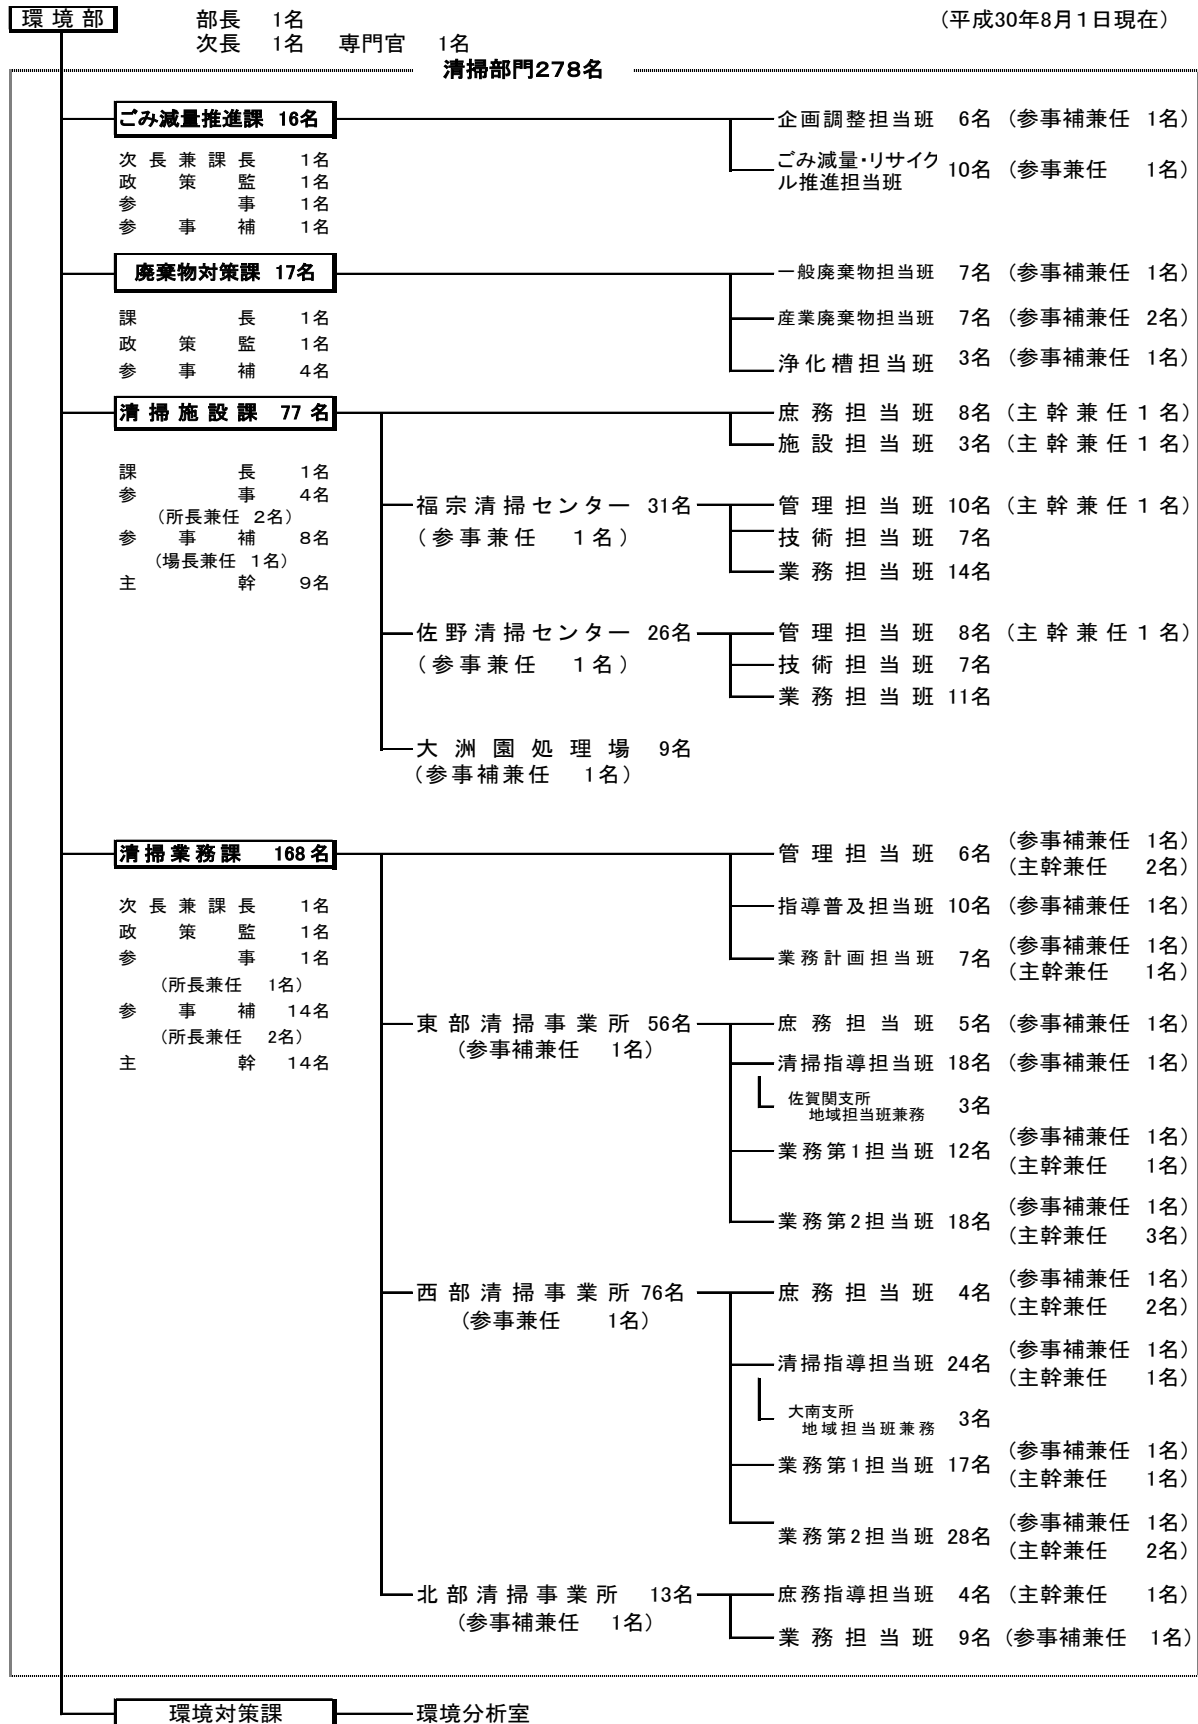 環境部 部長 1名 (平成30年8月1日現在)
次長 1名 専門官 1名
清掃部門278名
ごみ減量推進課 16名 企画調整担当班 6名 (参事補兼任 1名)
次長兼課長 1名 ごみ減量・リサイク
政策監 1名 ル推進担当班 10名 (参事兼任 1名)
参事 1名
参事補 1名
廃棄物対策課 17名 一般廃棄物担当班 7名 (参事補兼任 1名)
課長 1名 産業廃棄物担当班 7名 (参事補兼任 2名)
政策監 1名
参事補 4名 浄化槽担当班 3名 (参事補兼任 1名)
清掃施設課 77名 庶務担当班 8名 (主幹兼任1名)
施設担当班 3名 (主幹兼任1名)
課長 1名
参事 4名
(所長兼任 2名)
参事補 8名
(場長兼任 1名)
主幹 9名
福宗清掃センター 31名 管理担当班 10名 (主幹兼任1名)
(参事兼任 1名) 技術担当班 7名
業務担当班 14名
佐野清掃センター 26名 管理担当班 8名 (主幹兼任1名)
(参事兼任 1名) 技術担当班 7名
業務担当班 11名
大洲園処理場 9名
(参事補兼任 1名)
清掃業務課 168名 管理担当班 6名 (参事補兼任 1名)
(主幹兼任 2名)
次長兼課長 1名 指導普及担当班 10名 (参事補兼任 1名)
政策監 1名
参事 1名 業務計画担当班 7名 (参事補兼任 1名)
(所長兼任 1名) (主幹兼任 1名)
参事補 14名
(所長兼任 2名)
主幹 14名
東部清掃事業所 56名 庶務担当班 5名 (参事補兼任 1名)
(参事補兼任 1名)
清掃指導担当班 18名 (参事補兼任 1名)
佐賀関支所
地域担当班兼務 3名
業務第1担当班 12名 (参事補兼任 1名)
(主幹兼任 1名)
業務第2担当班 18名 (参事補兼任 1名)
(主幹兼任 3名)
西部清掃事業所 76名 庶務担当班 4名 (参事補兼任 1名)
(参事兼任 1名) (主幹兼任 2名)
清掃指導担当班 24名 (参事補兼任 1名)
(主幹兼任 1名)
大南支所
地域担当班兼務 3名
業務第1担当班 17名 (参事補兼任 1名)
(主幹兼任 1名)
業務第2担当班 28名 (参事補兼任 1名)
(主幹兼任 2名)
北部清掃事業所 13名 庶務指導担当班 4名 (主幹兼任 1名)
(参事補兼任 1名)
業務担当班 9名 (参事補兼任 1名)
環境対策課 環境分析室